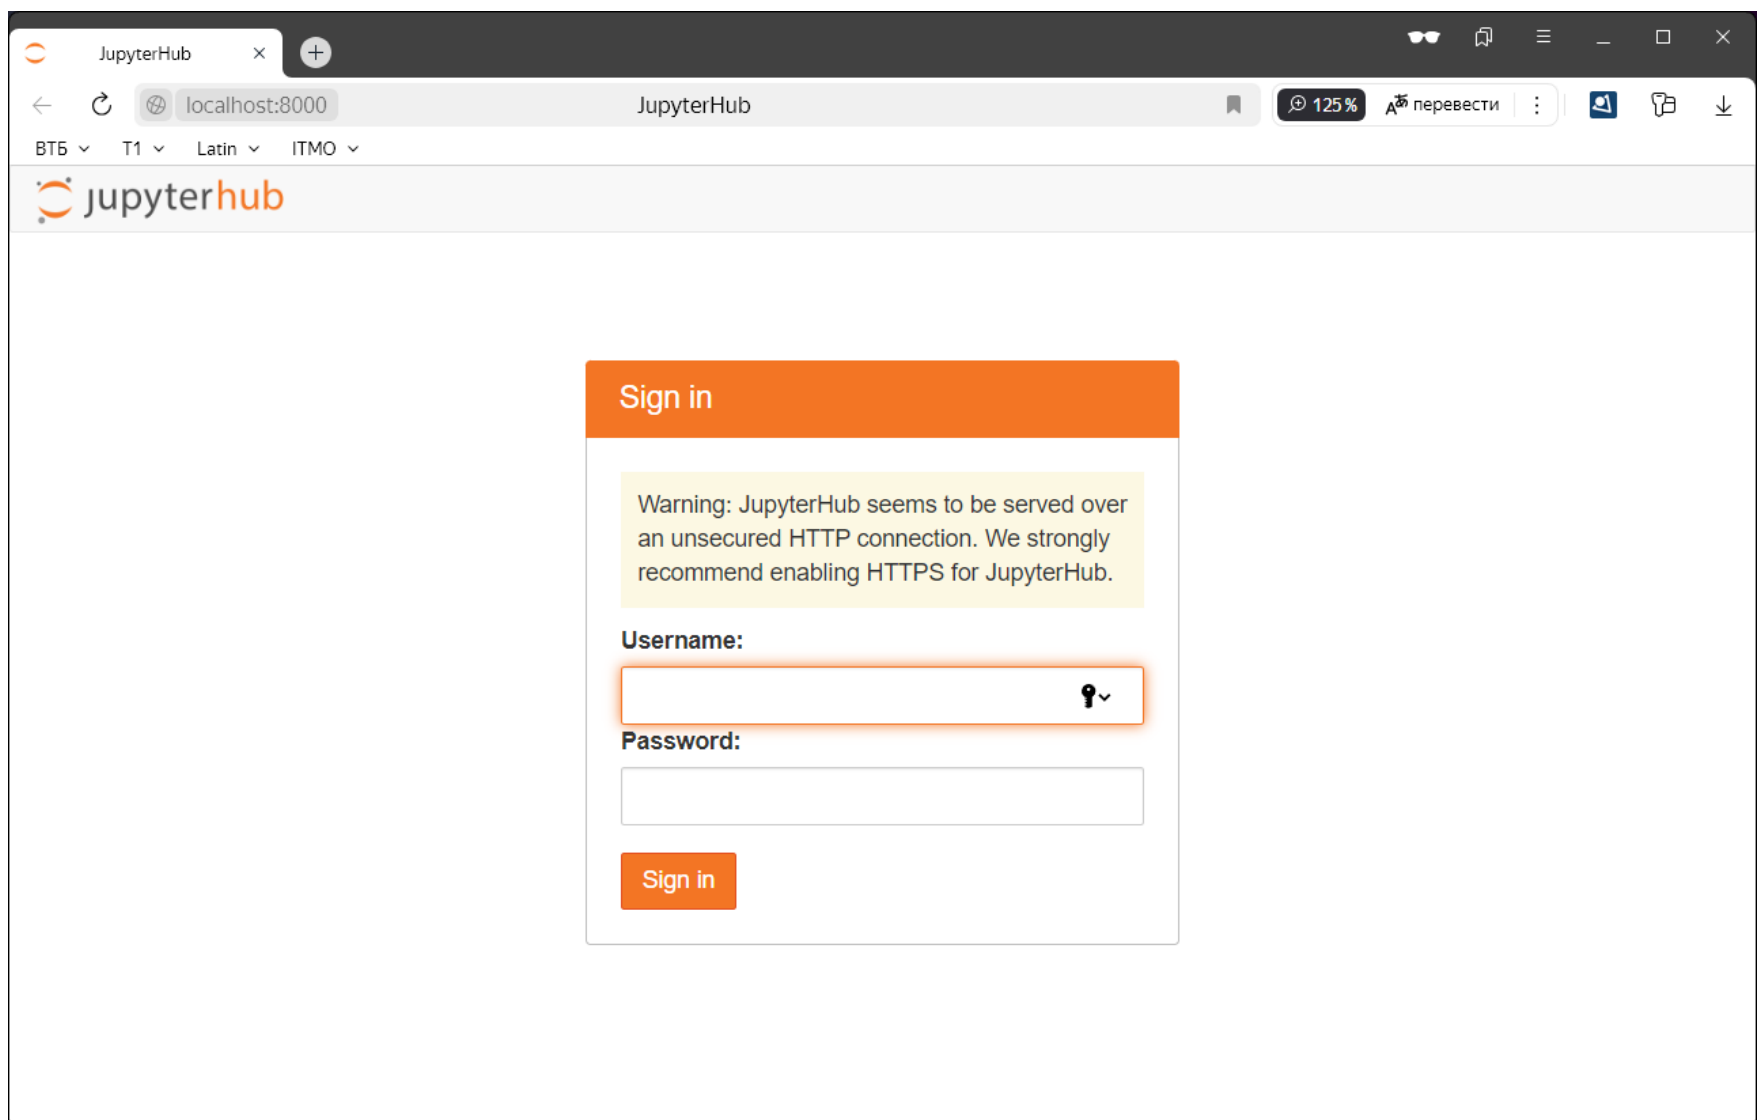 JupyterHub
localhost:8000
JupyterHub
125 %
перевести
ВТБ
T1
Latin
ITMO
jupyterhub
Sign in
Warning: JupyterHub seems to be served over
an unsecured HTTP connection. We strongly
recommend enabling HTTPS for JupyterHub.
Username:
Password:
Sign in